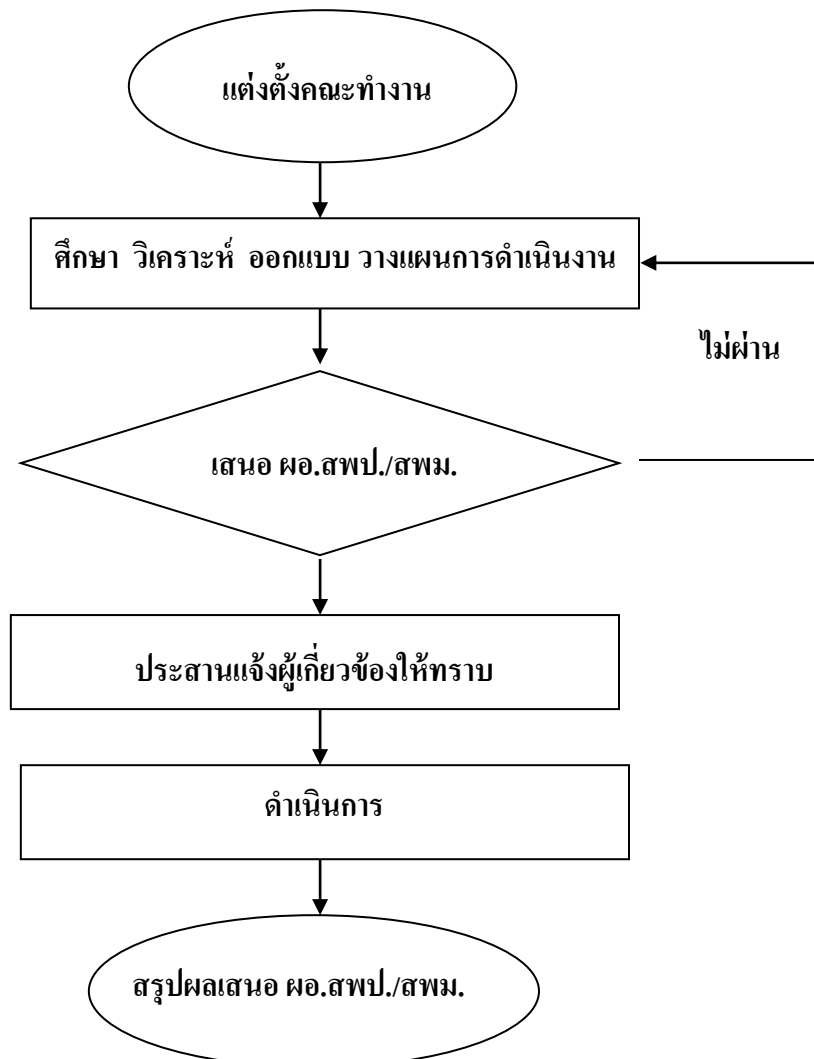 แต่งตั้งคณะทำงาน
ศึกษา วิเคราะห์ ออกแบบ วางแผนการดำเนินงาน
ไม่ผ่าน
เสนอ ผอ.สพป./สพม.
ประสานแจ้งผู้เกี่ยวข้องให้ทราบ
ดำเนินการ
สรุปผลเสนอ ผอ.สพป./สพม.